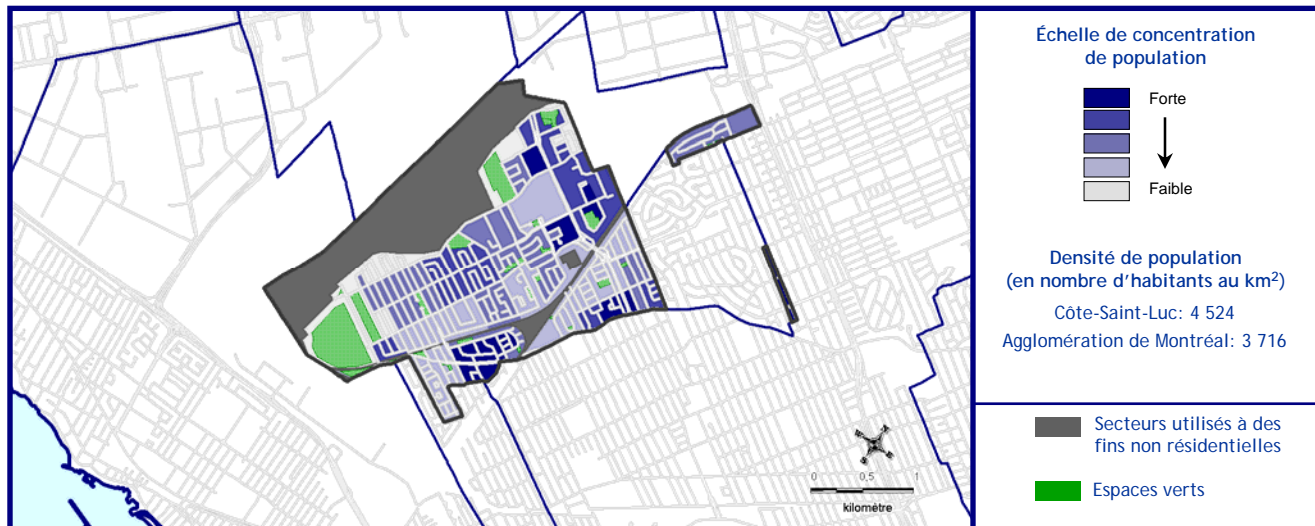 Échelle de concentration
de population
Forte
Faible
Densité de population
(en nombre d'habitants au km²)
Côte-Saint-Luc: 4 524
Agglomération de Montréal: 3 716
Secteurs utilisés à des
fins non résidentielles
Espaces verts
0 0,5 1
kilomètre